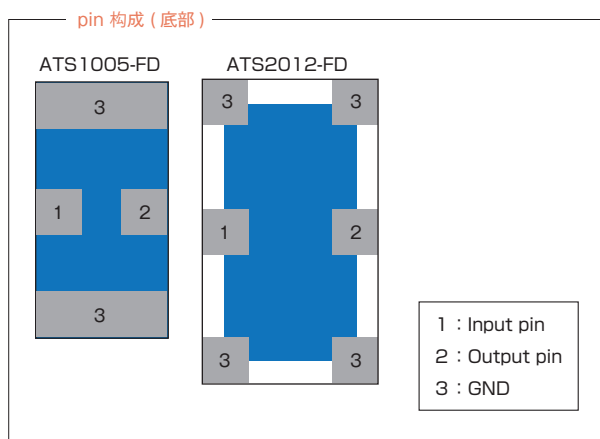 pin 构成 ( 底部 )
ATS1005-FD
ATS2012-FD
3
1
2
3
3
3
1
2
3
3
1：Input pin
2：Output pin
3：GND